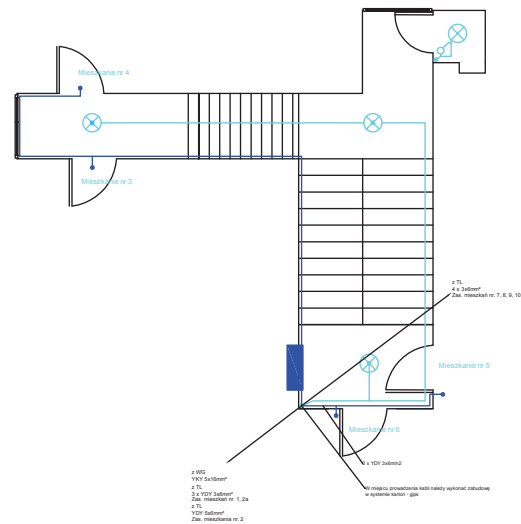 Mieszkanie nr 4
Mieszkanie nr 3
z TL
4 x 3x6mm²
Zas. mieszkań nr. 7, 8, 9, 10
Mieszkanie nr 5
Mieszkanie nr 6
z WG
YKY 5x16mm²
z TL
3 x YDY 3x6mm²
Zas. mieszkań nr. 1, 2a
z TL
YDY 5x6mm²
Zas. mieszkania nr. 2
x YDY 3x6mm2
W miejscu prowadzenia kabli należy wykonać zabudowę
w systemie karton - gips